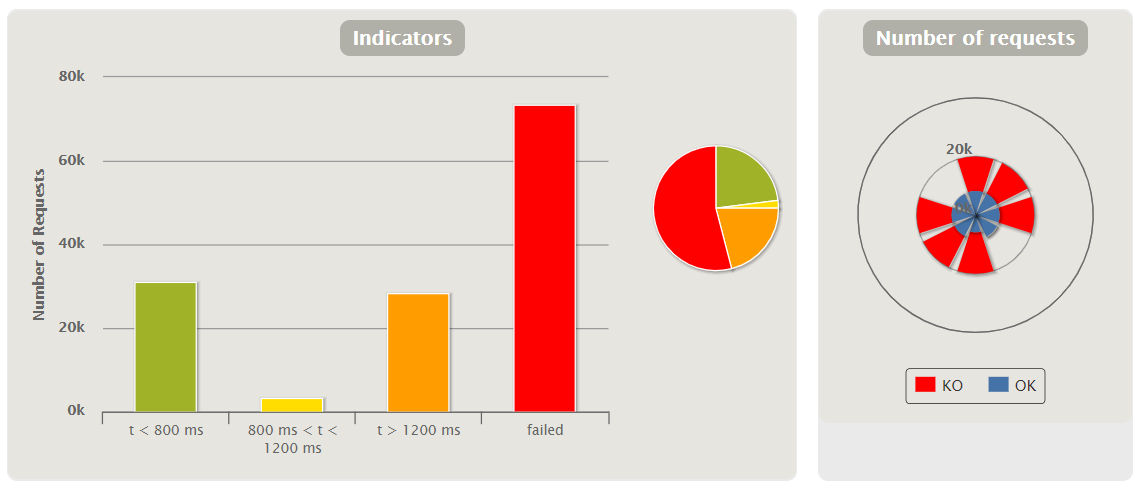 Indicators
80k
60k
40k
20k
0k
Number of Requests
t < 800 ms
800 ms < t <
1200 ms
t > 1200 ms
failed
Number of requests
20k
KO
OK